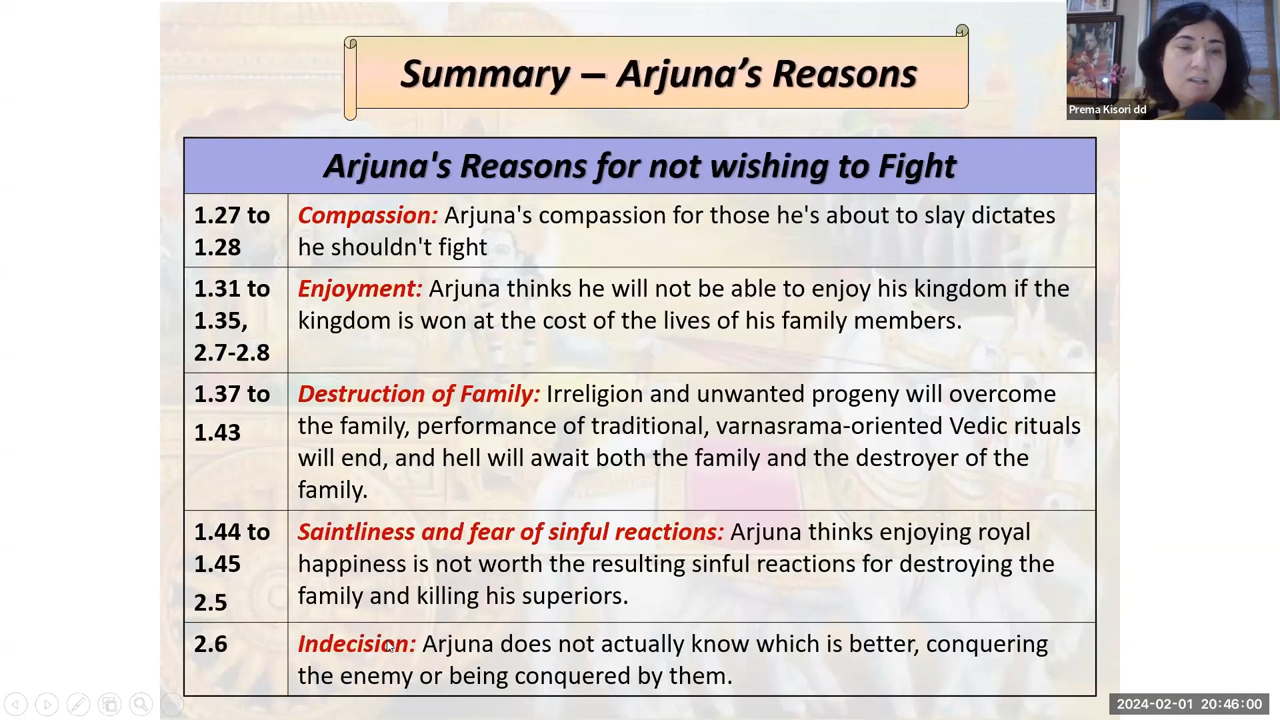 Summary – Arjuna's Reasons
Prema Kisori dd
Arjuna's Reasons for not wishing to Fight
1.27 to
1.28
Compassion: Arjuna's compassion for those he's about to slay dictates
he shouldn't fight
1.31 to
1.35,
2.7-2.8
Enjoyment: Arjuna thinks he will not be able to enjoy his kingdom if the
kingdom is won at the cost of the lives of his family members.
1.37 to
1.43
Destruction of Family: Irreligion and unwanted progeny will overcome
the family, performance of traditional, varnasrama-oriented Vedic rituals
will end, and hell will await both the family and the destroyer of the
family.
1.44 to
1.45
2.5
Saintliness and fear of sinful reactions: Arjuna thinks enjoying royal
happiness is not worth the resulting sinful reactions for destroying the
family and killing his superiors.
2.6
Indecision: Arjuna does not actually know which is better, conquering
the enemy or being conquered by them.
2024-02-01 20:46:00